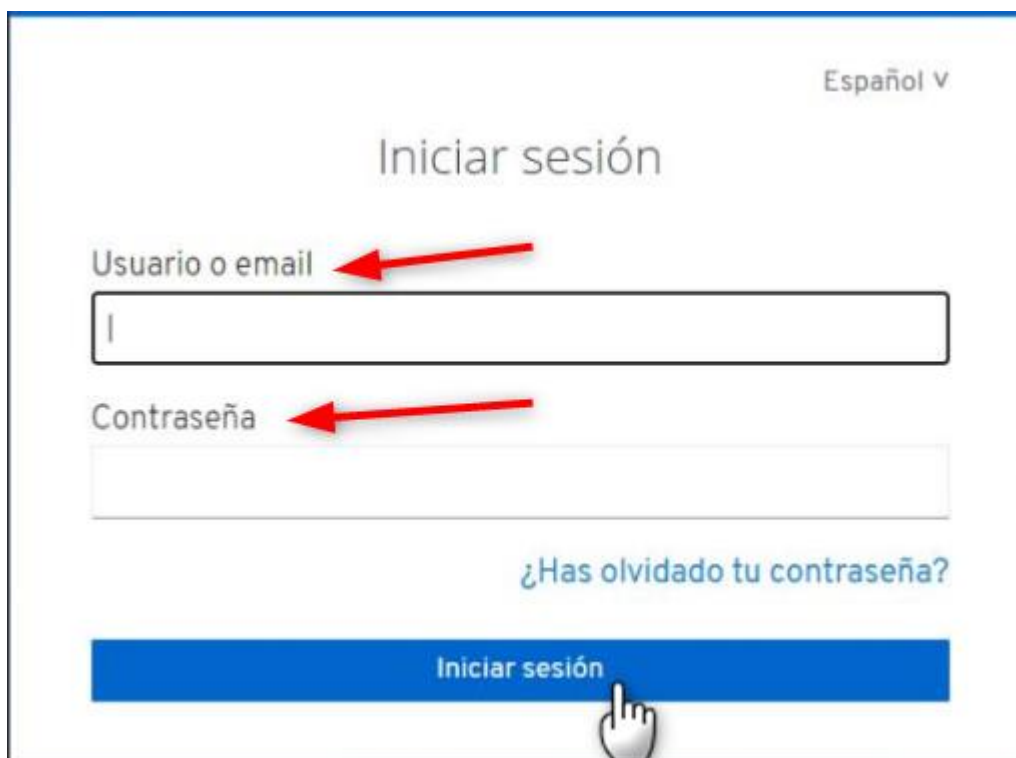 Español
Iniciar sesión
Usuario o email
Contraseña
¿Has olvidado tu contraseña?
Iniciar sesión